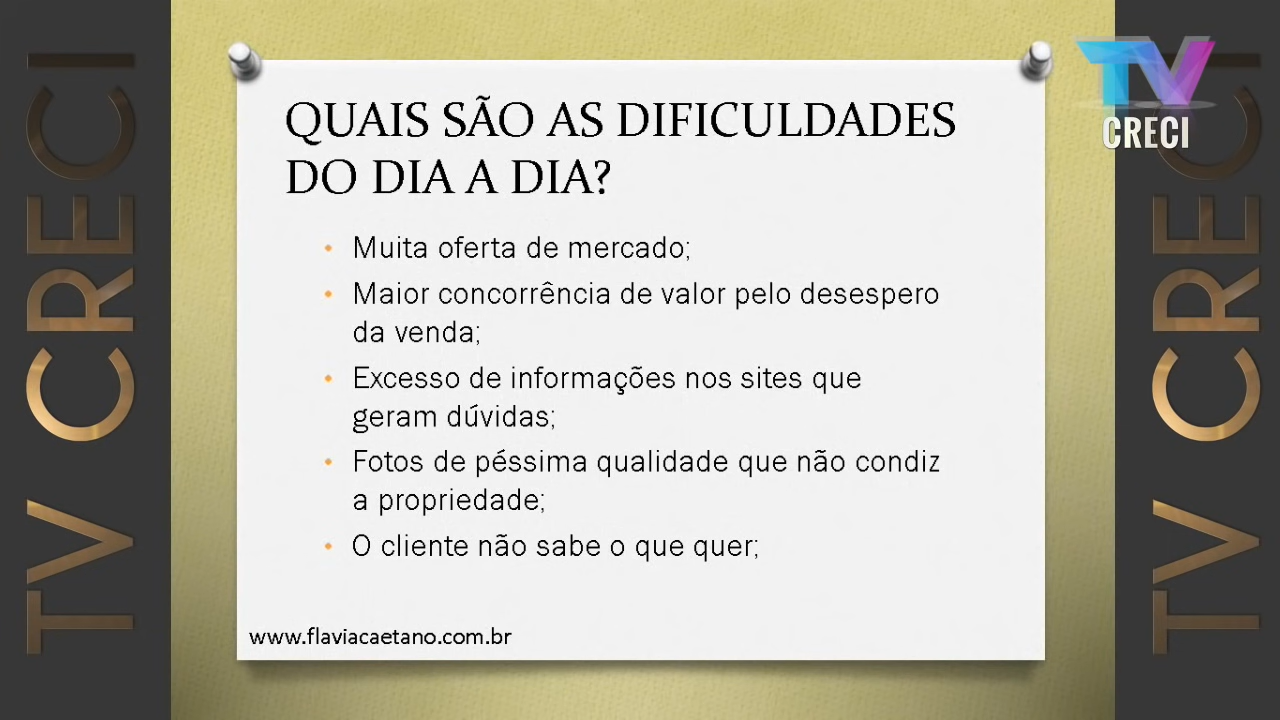 QUAIS SÃO AS DIFICULDADES
DO DIA A DIA?
• Muita oferta de mercado;
• Maior concorrência de valor pelo desespero
da venda;
• Excesso de informações nos sites que
geram dúvidas;
• Fotos de péssima qualidade que não condiz
a propriedade;
• O cliente não sabe o que quer;
www.flaviacaetano.com.br
TV
CRECI
TV CRECI
TV CRECI